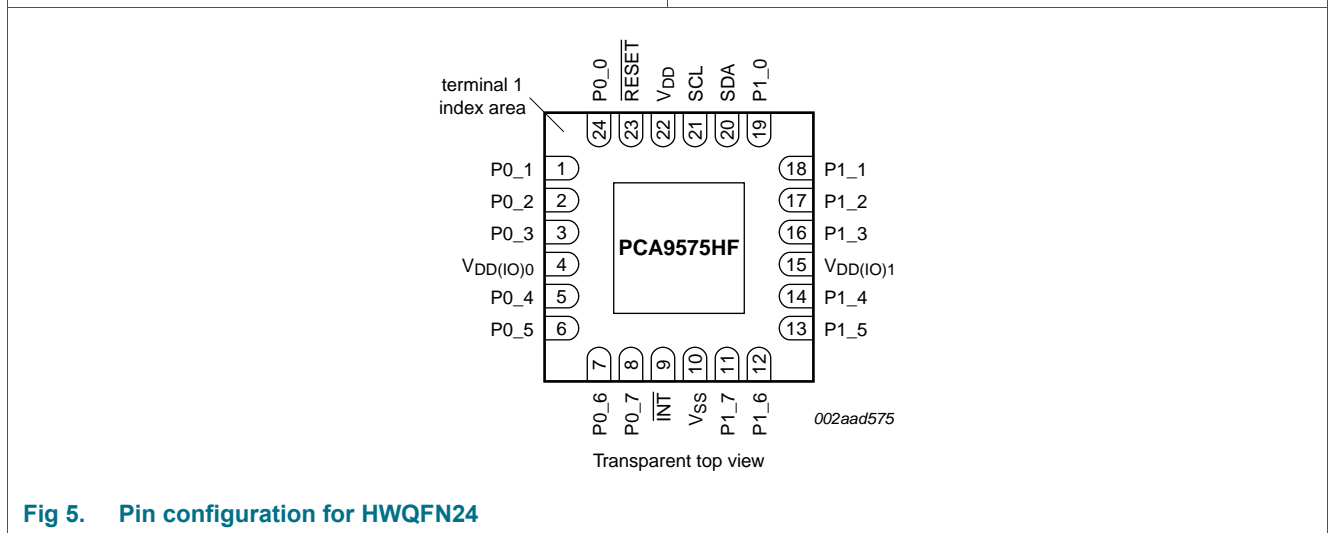 terminal 1
index area
P0_0
RESET
VDD
SCL
SDA
P1_0
24
23
22
21
20
19
P0_1 1
18 P1_1
P0_2 2
17 P1_2
P0_3 3
16 P1_3
VDD(IO)0 4
15 VDD(IO)1
P0_4 5
14 P1_4
P0_5 6
13 P1_5
PCA9575HF
7
8
9
10
11
12
P0_6
P0_7
INT
VSS
P1_7
P1_6
002aad575
Transparent top view
Fig 5. Pin configuration for HWQFN24